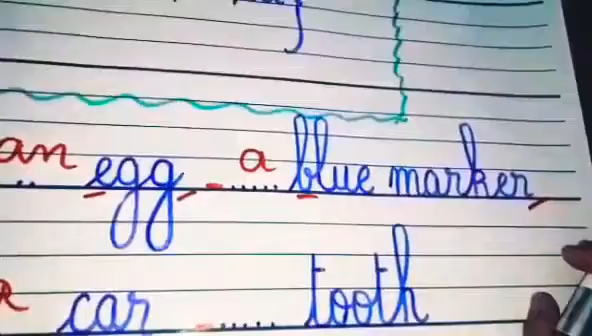 an egg - ..... a blue marker,
car - ..... tooth